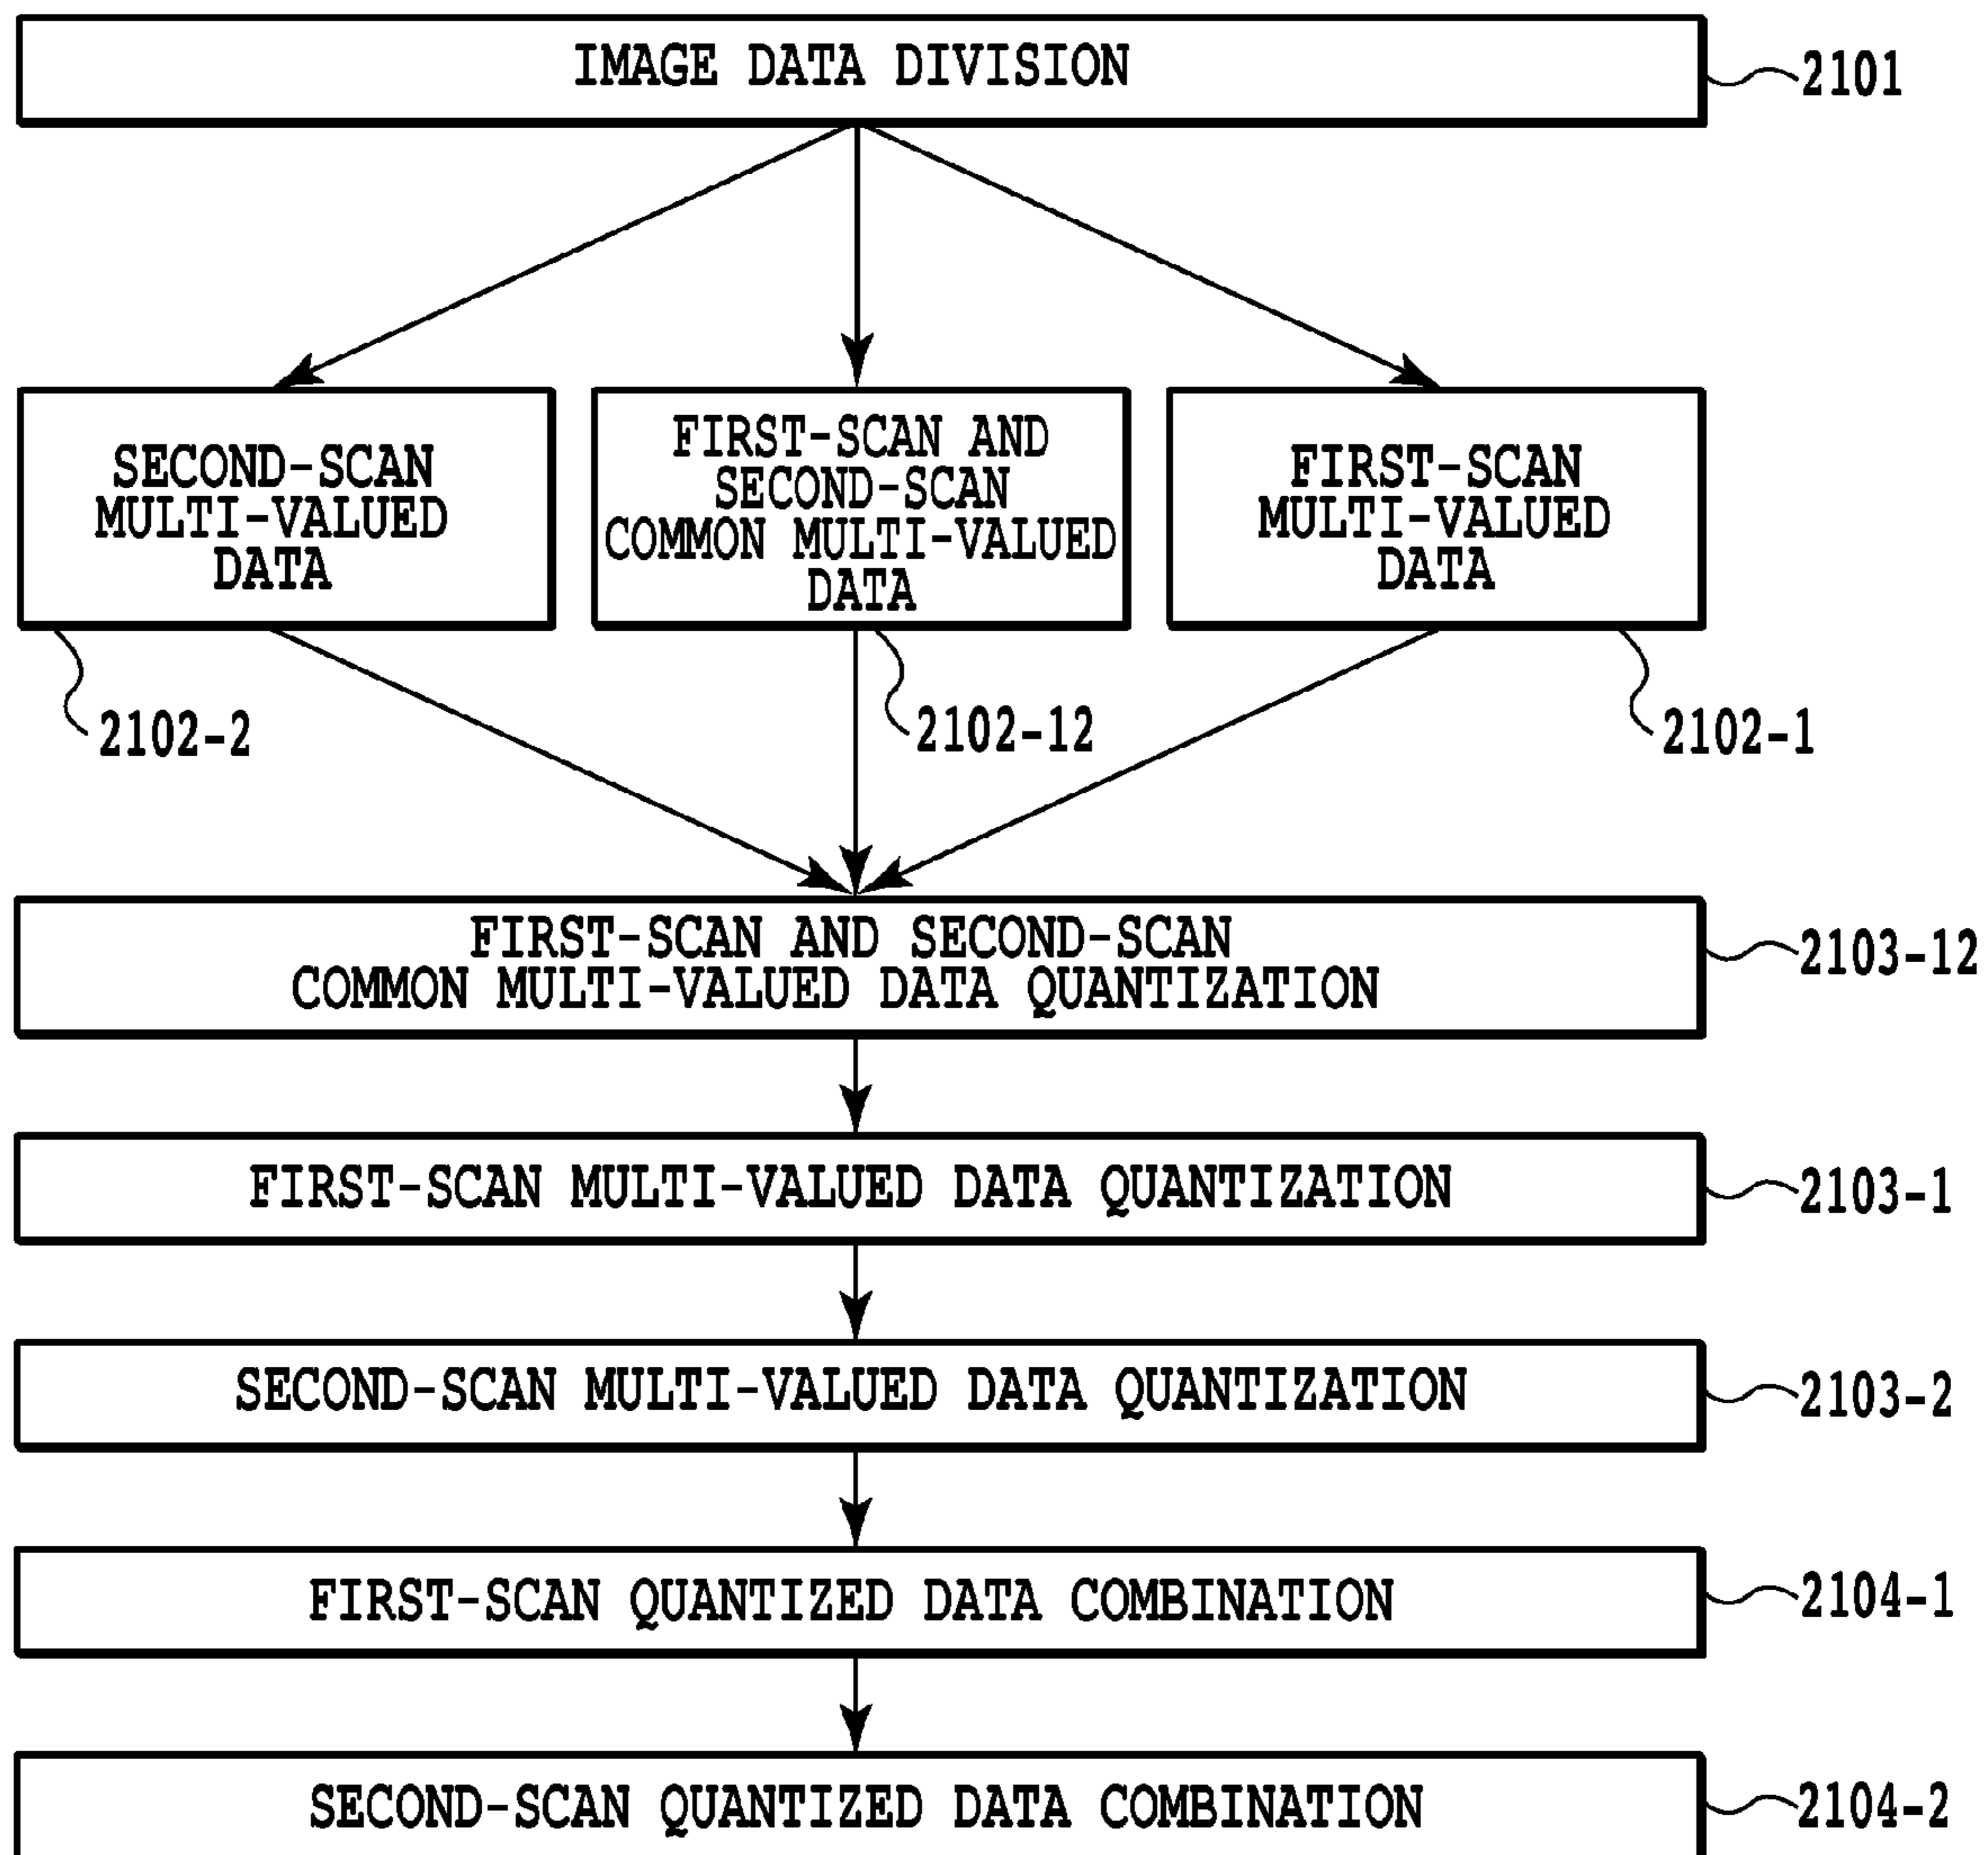 IMAGE DATA DIVISION
2101
SECOND-SCAN
MULTI-VALUED
DATA
2102-2
FIRST-SCAN AND
SECOND-SCAN
COMMON MULTI-VALUED
DATA
2102-12
FIRST-SCAN
MULTI-VALUED
DATA
2102-1
FIRST-SCAN AND SECOND-SCAN
COMMON MULTI-VALUED DATA QUANTIZATION
2103-12
FIRST-SCAN MULTI-VALUED DATA QUANTIZATION
2103-1
SECOND-SCAN MULTI-VALUED DATA QUANTIZATION
2103-2
FIRST-SCAN QUANTIZED DATA COMBINATION
2104-1
SECOND-SCAN QUANTIZED DATA COMBINATION
2104-2